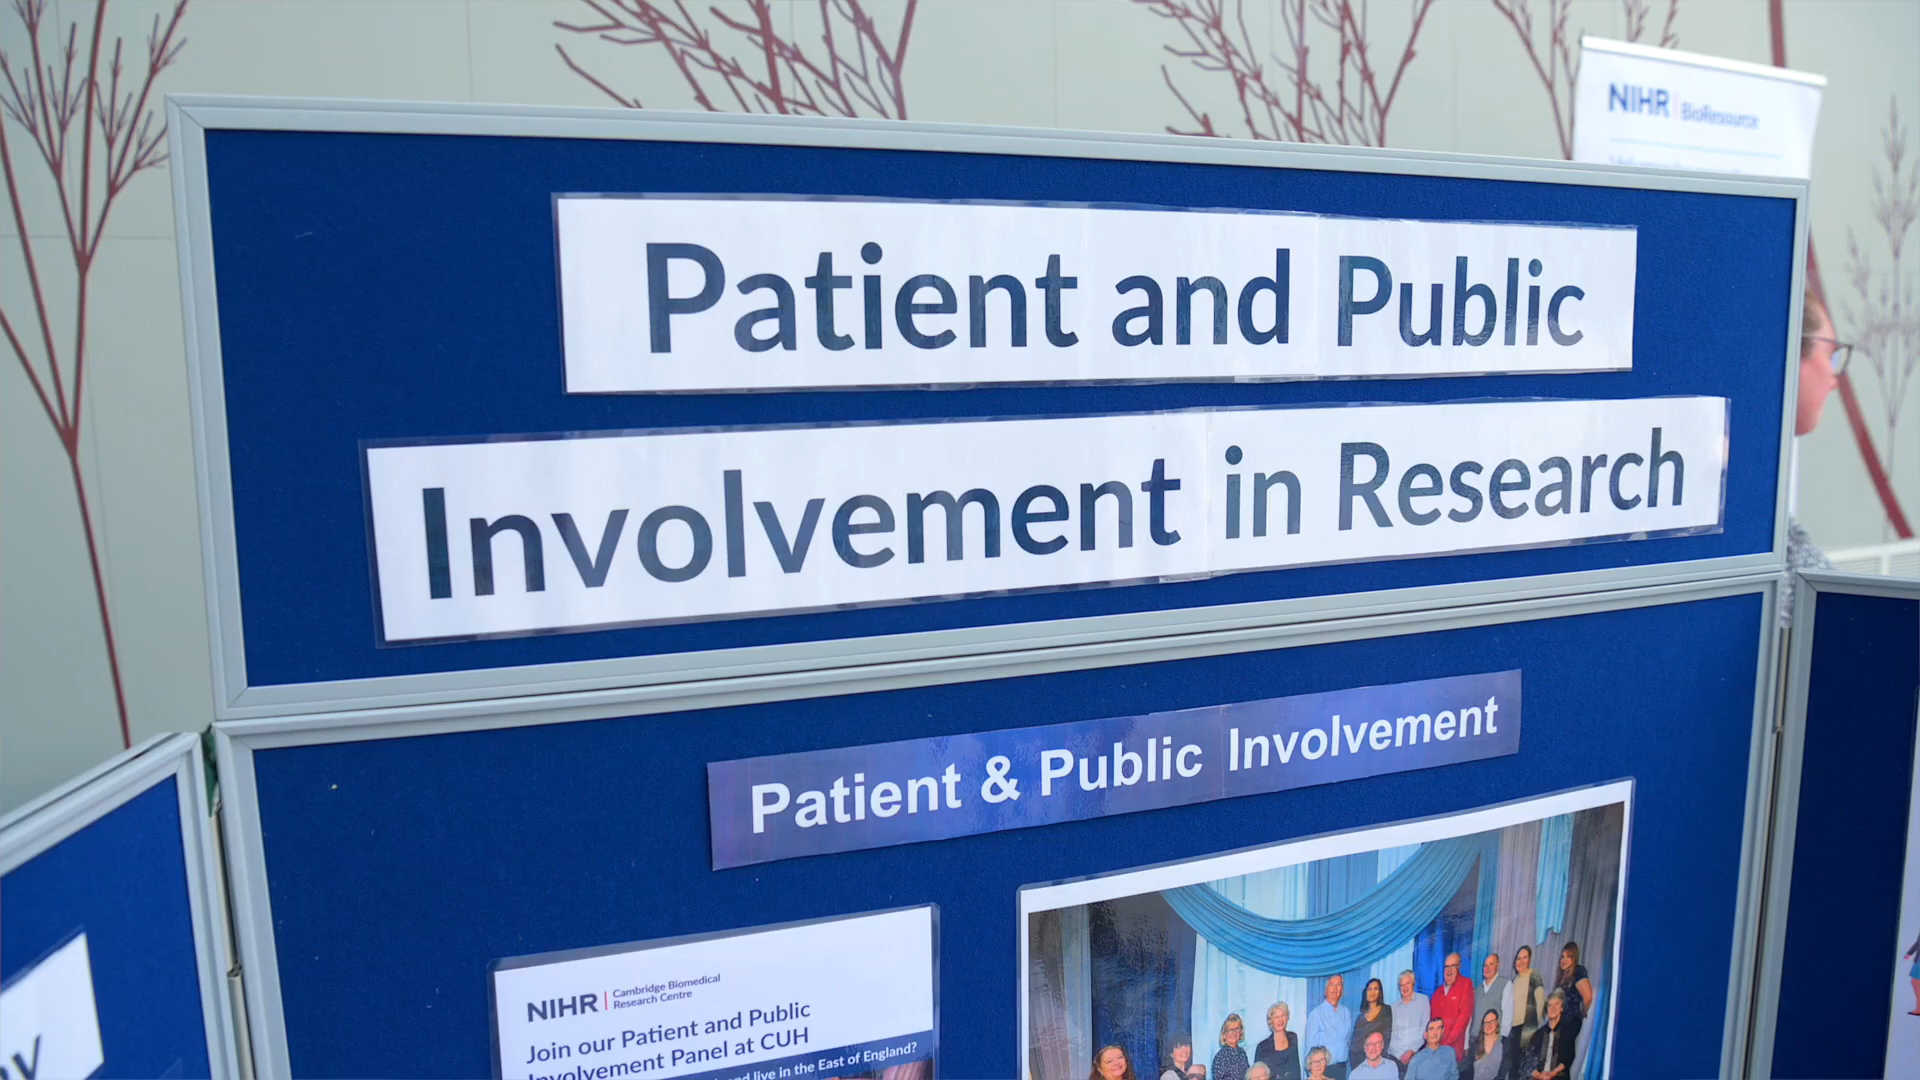 NIHR | BioResource
Patient and Public
Involvement in Research
Patient & Public Involvement
NIHR | Cambridge Biomedical
Research Centre
Join our Patient and Public
Involvement Panel at CUH
and live in the East of England?